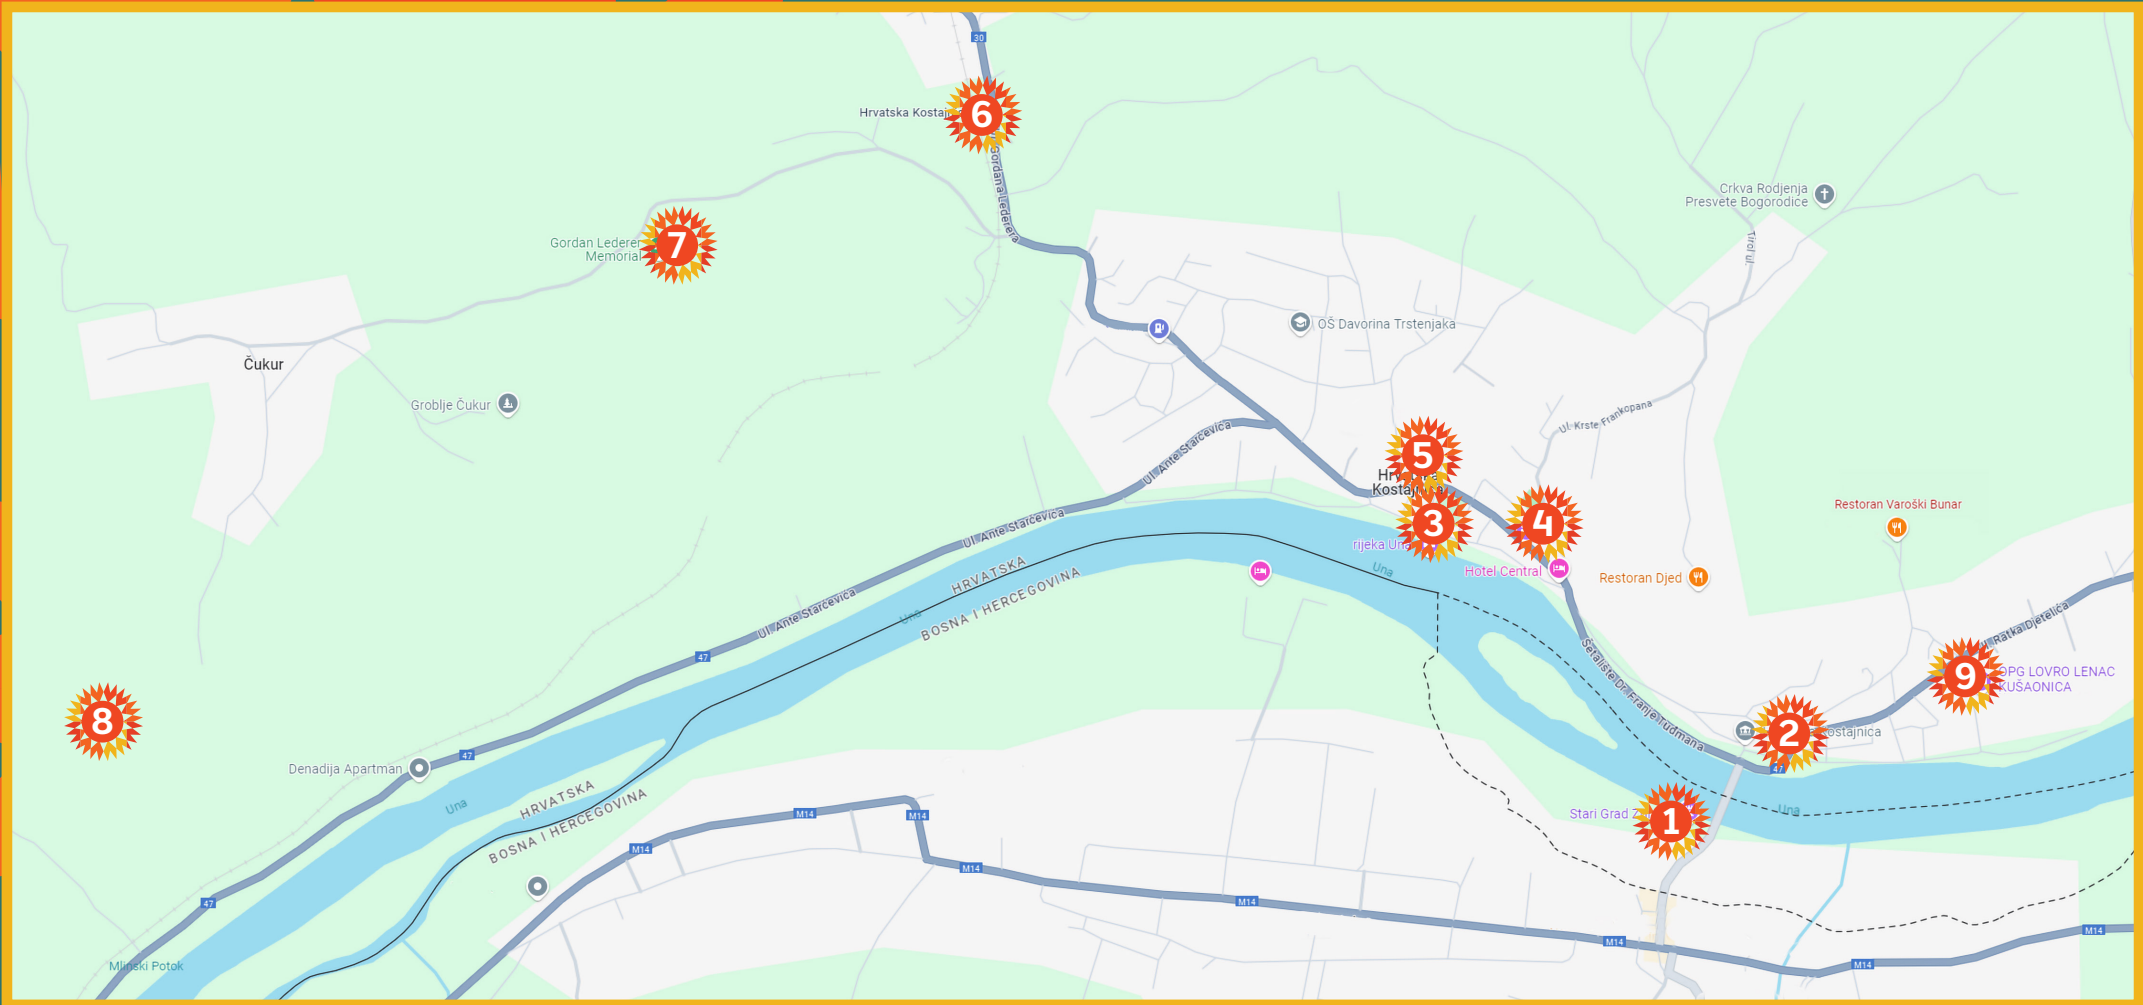 30
6
Hrvatska
Gordana Lederera
Crkva Rodjenja
Presvete Bogorodice
Tirol ul.
7
Gordan Lederer
Memorial
OŠ Davorina Trstenjaka
Čukur
Groblje Čukur
Ul. Krste Frankopana
Ul. Ante Starčevića
5
3
4
rijeka Una
Hotel Central
Restoran Varoški Bunar
Restoran Djed
Ul. Ante Starčevića
HRVATSKA
BOSNA I HERCEGOVINA
Una
Una
Ul. Ante Starčevića
47
Šetalište Dr. Franje Tuđmana
Ul. Ratka Djetelića
9
OPG LOVRO LENAC
KUŠAONICA
8
2
Kostajnica
47
47
Denadija Apartman
Una
HRVATSKA
BOSNA I HERCEGOVINA
Stari Grad
1
Una
M14
M14
M14
M14
M14
47
M14
M14
M14
Mlinski Potok